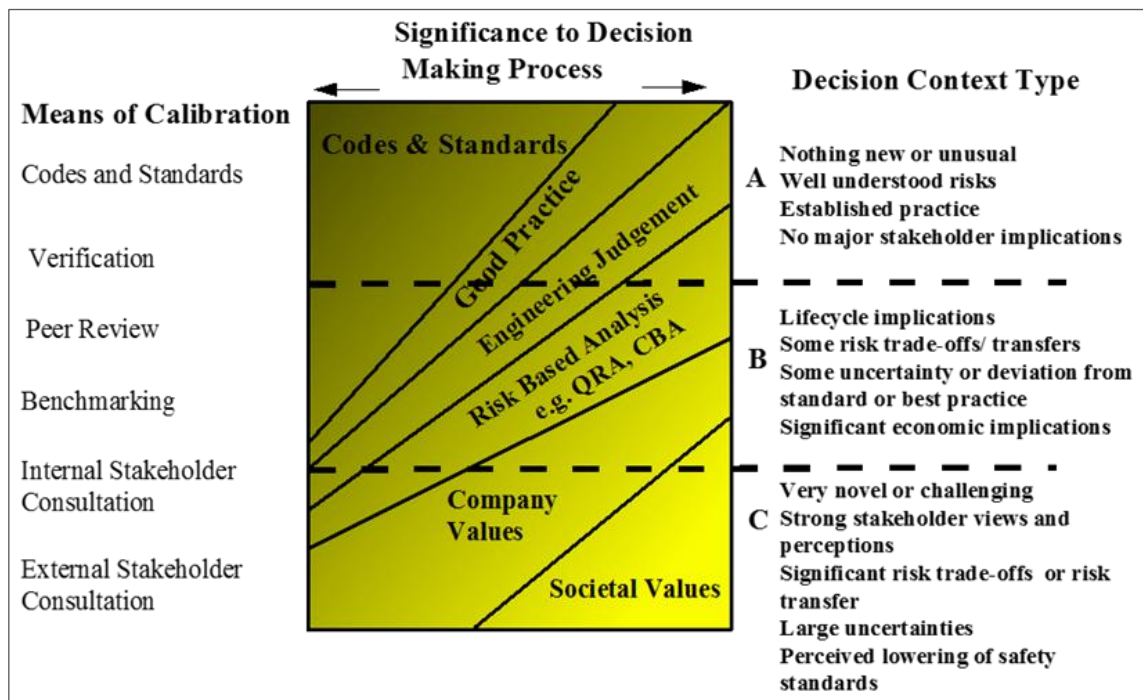 Significance to Decision
Making Process
Means of Calibration
Codes and Standards
Verification
Peer Review
Benchmarking
Internal Stakeholder
Consultation
External Stakeholder
Consultation
Codes & Standards
Good Practice
Engineering Judgement
Risk Based Analysis
e.g. QRA, CBA
Company
Values
Societal Values
Decision Context Type
A
Nothing new or unusual
Well understood risks
Established practice
No major stakeholder implications
B
Lifecycle implications
Some risk trade-offs/ transfers
Some uncertainty or deviation from
standard or best practice
Significant economic implications
C
Very novel or challenging
Strong stakeholder views and
perceptions
Significant risk trade-offs or risk
transfer
Large uncertainties
Perceived lowering of safety
standards